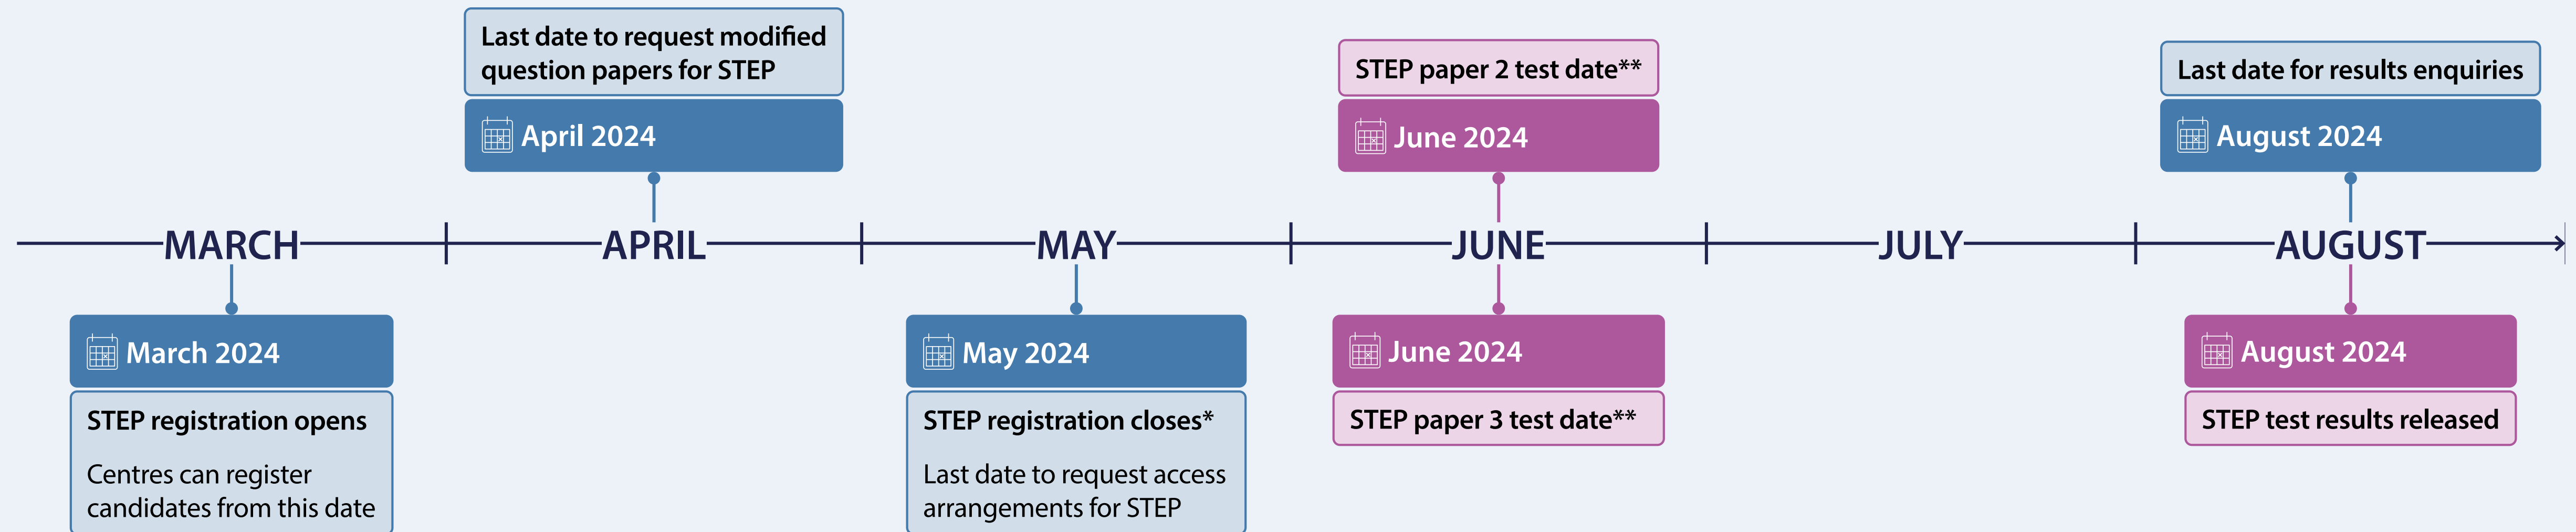 Last date to request modified
question papers for STEP
April 2024
STEP paper 2 test date**
June 2024
Last date for results enquiries
August 2024
MARCH
APRIL
MAY
JUNE
JULY
AUGUST
March 2024
STEP registration opens
Centres can register
candidates from this date
May 2024
STEP registration closes*
Last date to request access
arrangements for STEP
June 2024
STEP paper 3 test date**
August 2024
STEP test results released